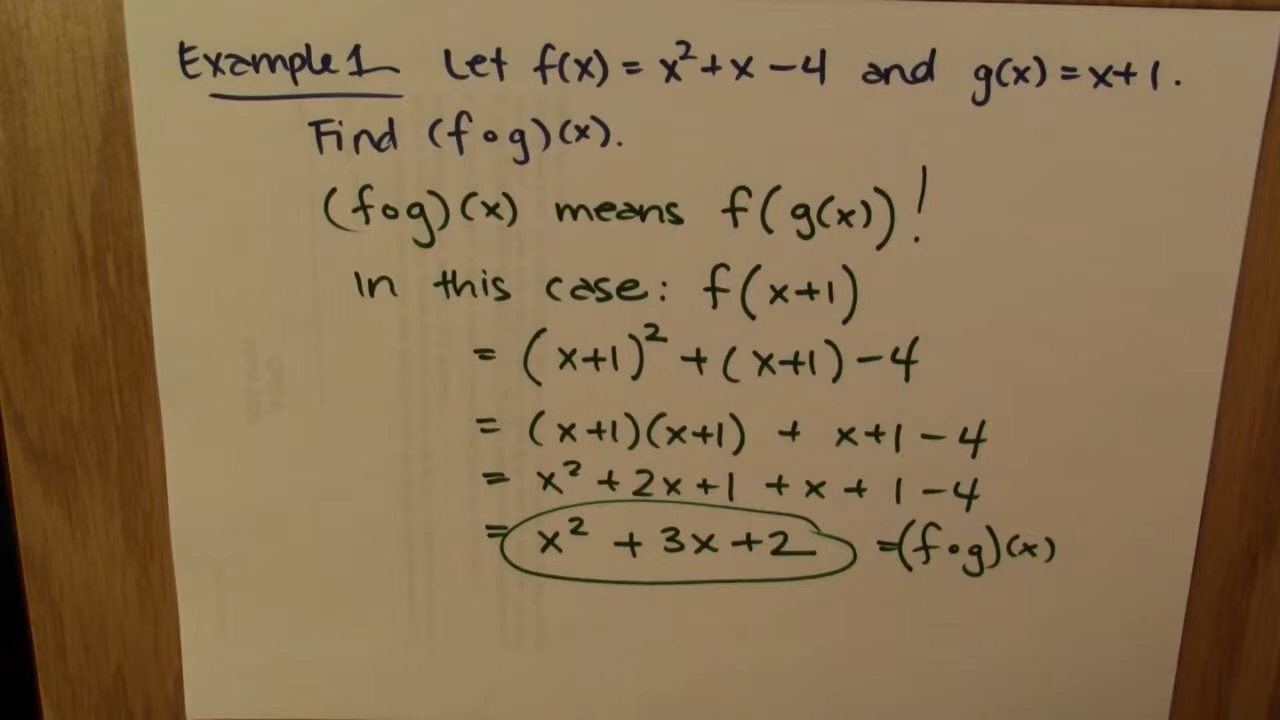 Example 1 Let f(x) = x² + x − 4 and g(x) = x + 1.
Find (f∘g)(x).
(f∘g)(x) means f(g(x))!
In this case: f(x+1)
= (x+1)² + (x+1) − 4
= (x+1)(x+1) + x + 1 − 4
= x² + 2x + 1 + x + 1 − 4
= x² + 3x + 2 = (f∘g)(x)